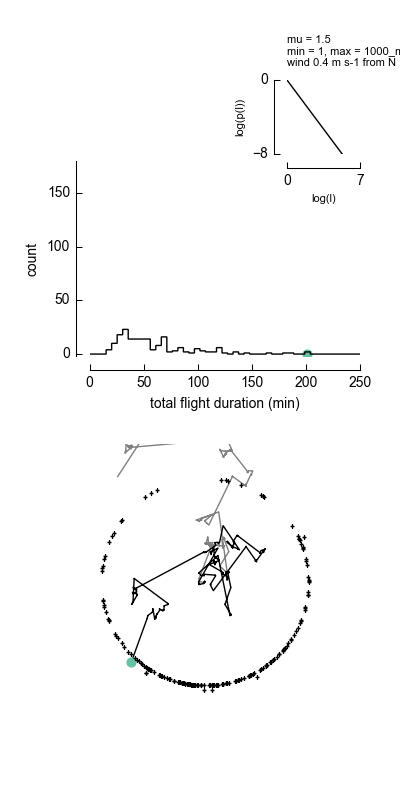 mu = 1.5
min = 1, max = 1000_m
wind 0.4 m s-1 from N
0
log(p(l))
−8
0
7
log(l)
150
count
100
50
0
0
50
100
150
200
250
total flight duration (min)